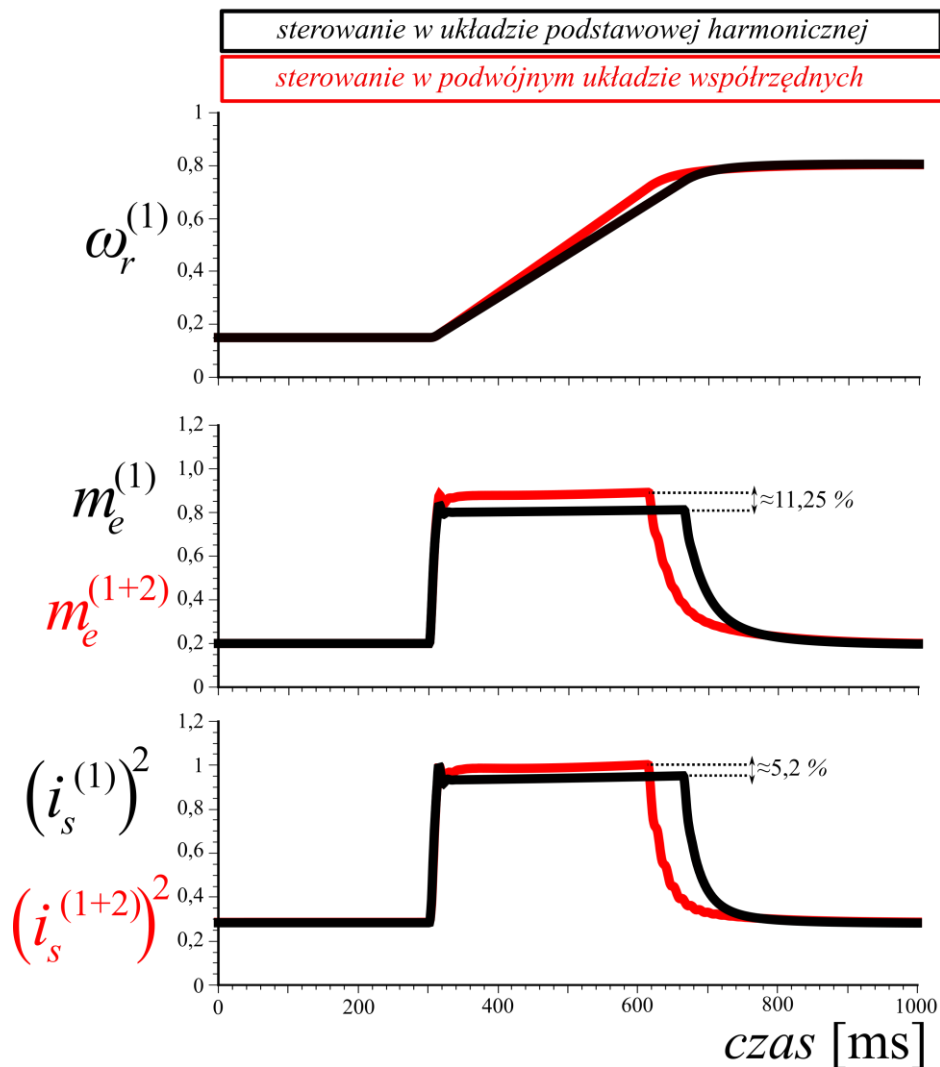 sterowanie w układzie podstawowej harmonicznej
sterowanie w podwójnym układzie współrzędnych
1
0,8
0,6
0,4
0,2
0
ω_r^(1)
1,2
1,0
0,8
0,6
0,4
0,2
0
m_e^(1)
m_e^(1+2)
≈11,25 %
1,2
1
0,8
0,6
0,4
0,2
0
(i_s^(1))^2
(i_s^(1+2))^2
≈5,2 %
0 200 400 600 800 1000
czas [ms]